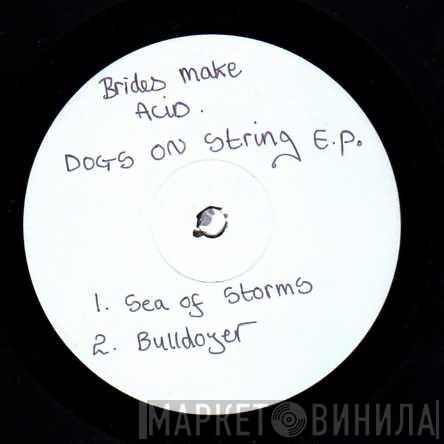 Brides make
ACID.
DOGS ON String E.P.
1. Sea of Storms
2. Bulldozer
МАРКЕТ ВИНИЛА